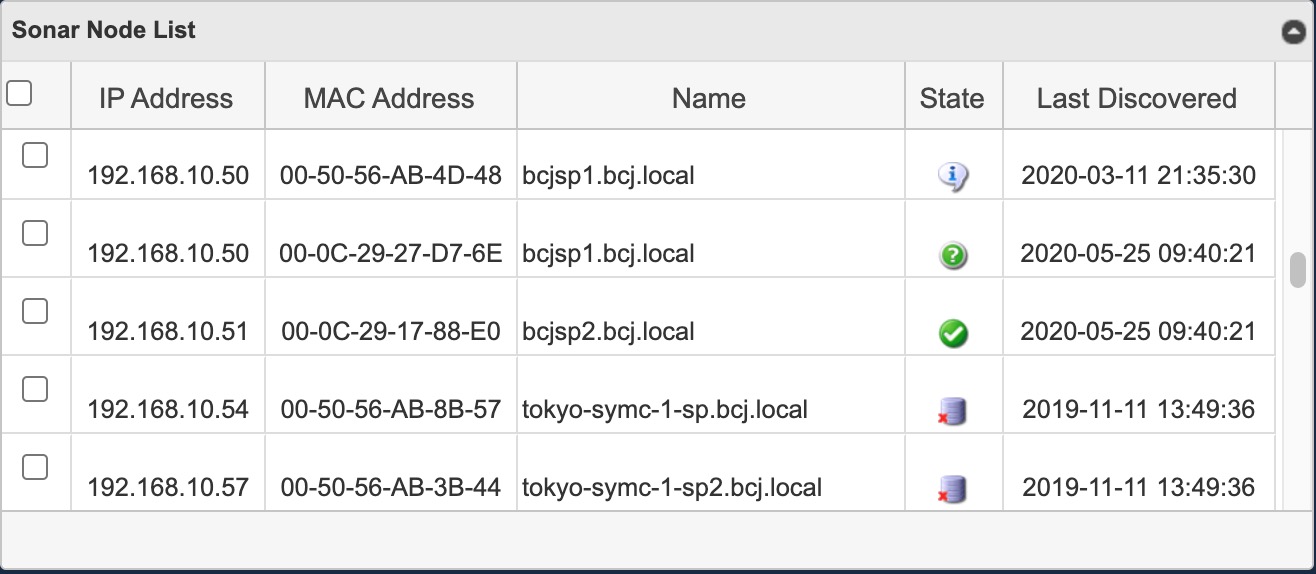 Sonar Node List
IP Address MAC Address Name State Last Discovered
192.168.10.50 00-50-56-AB-4D-48 bcjsp1.bcj.local 2020-03-11 21:35:30
192.168.10.50 00-0C-29-27-D7-6E bcjsp1.bcj.local 2020-05-25 09:40:21
192.168.10.51 00-0C-29-17-88-E0 bcjsp2.bcj.local 2020-05-25 09:40:21
192.168.10.54 00-50-56-AB-8B-57 tokyo-symc-1-sp.bcj.local 2019-11-11 13:49:36
192.168.10.57 00-50-56-AB-3B-44 tokyo-symc-1-sp2.bcj.local 2019-11-11 13:49:36